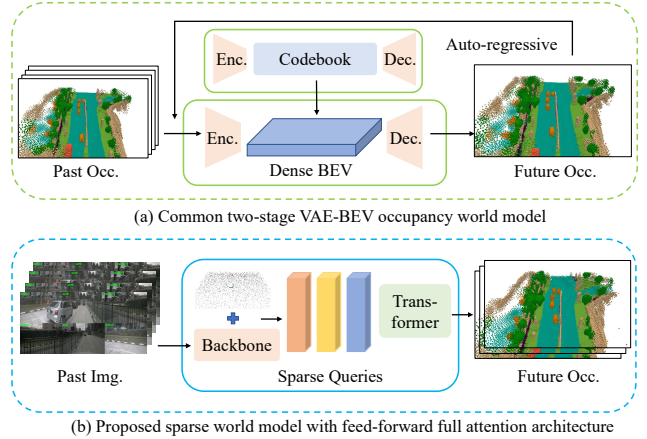 Auto-regressive
Enc.
Codebook
Dec.
Enc.
Dec.
Dense BEV
Past Occ.
Future Occ.
(a) Common two-stage VAE-BEV occupancy world model
Backbone
Trans-
former
Past Img.
Sparse Queries
Future Occ.
(b) Proposed sparse world model with feed-forward full attention architecture